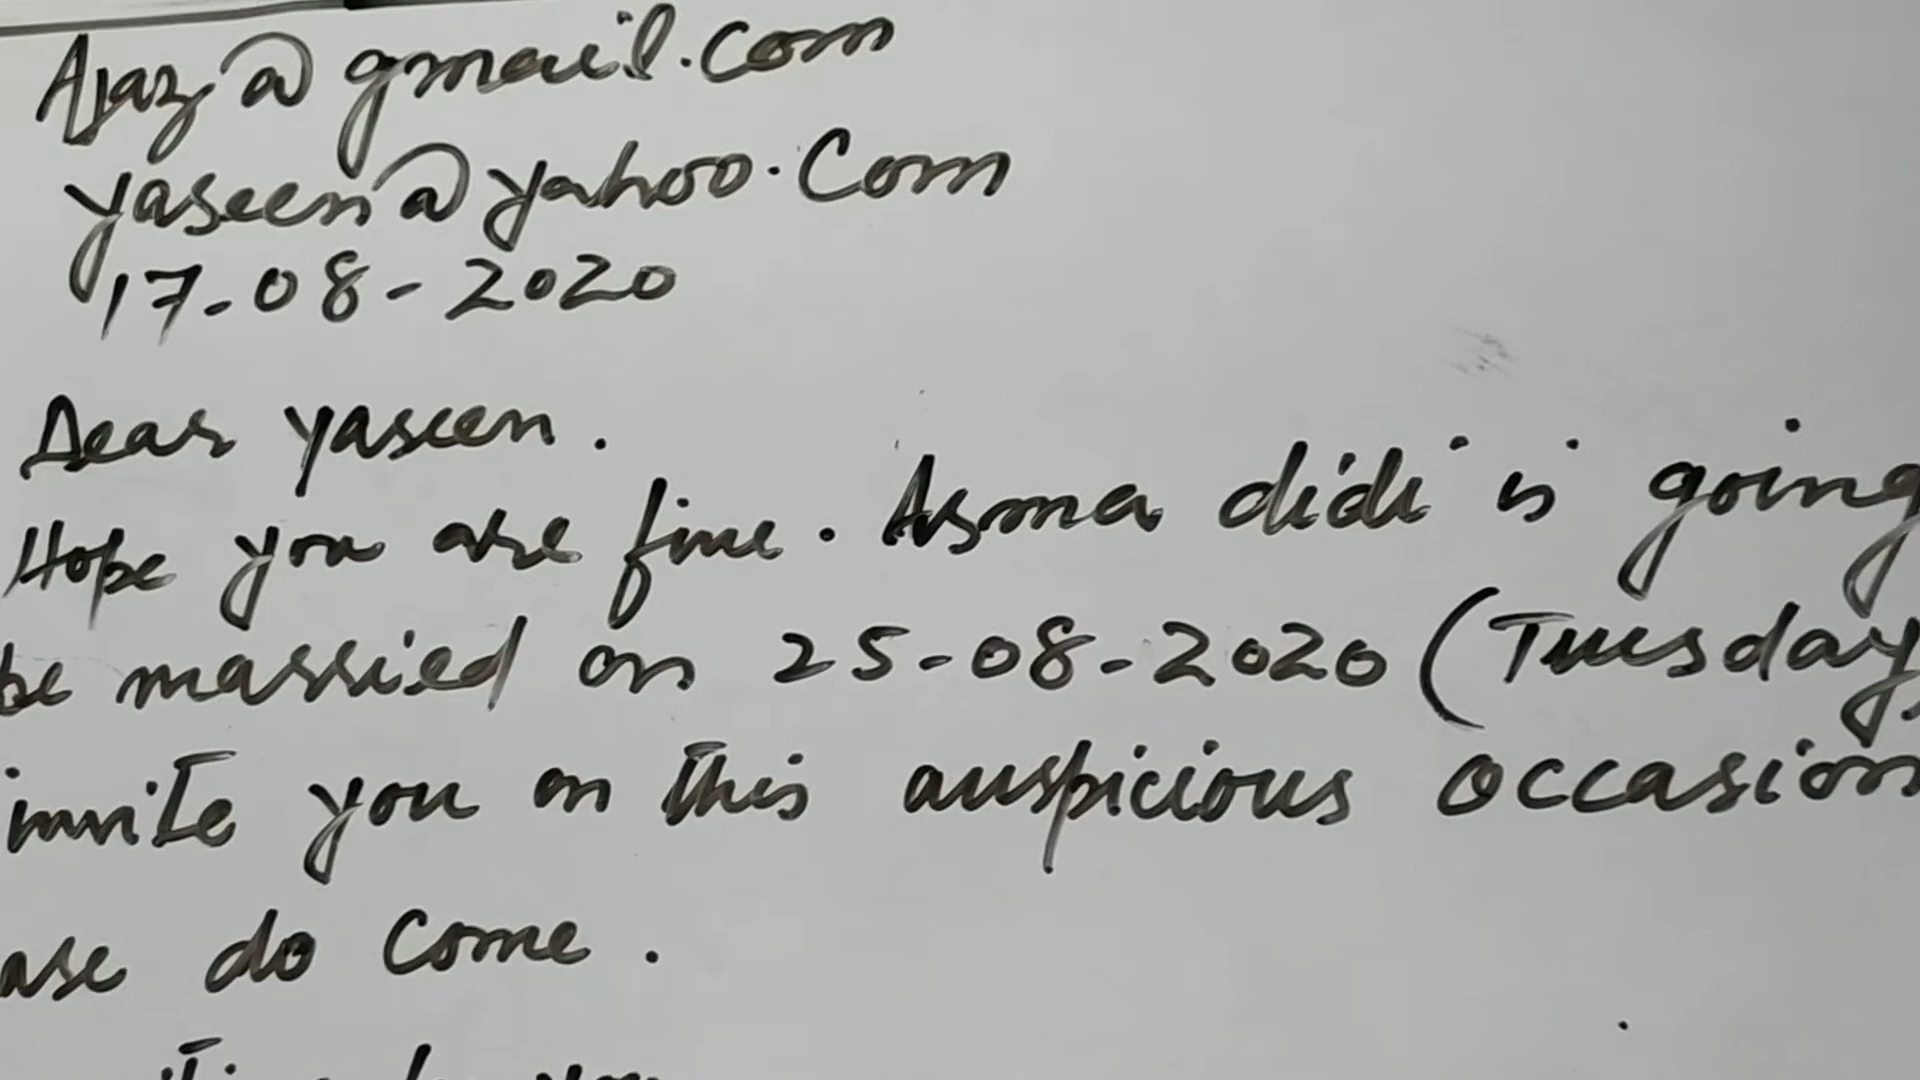 Ajaz@gmail.com
yaseen@yahoo.com
17-08-2020
Dear yaseen.
Hope you are fine. Asma didi is going
be married on 25-08-2020 (Tuesday
invite you on this auspicious occasion
ase do come.
you